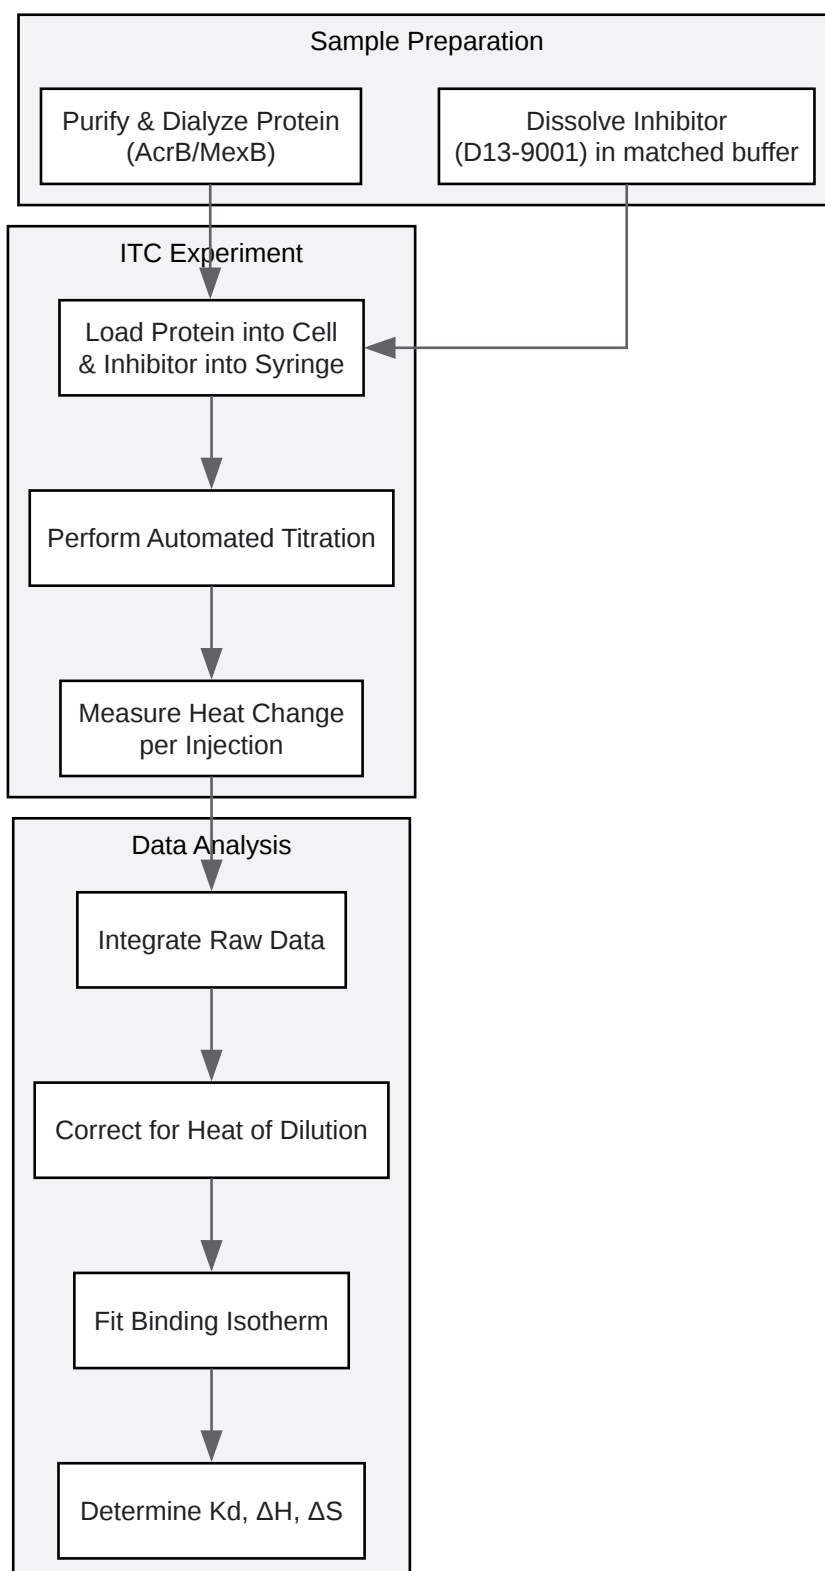 Sample Preparation
Purify & Dialyze Protein
(AcrB/MexB)
Dissolve Inhibitor
(D13-9001) in matched buffer
ITC Experiment
Load Protein into Cell
& Inhibitor into Syringe
Perform Automated Titration
Measure Heat Change
per Injection
Data Analysis
Integrate Raw Data
Correct for Heat of Dilution
Fit Binding Isotherm
Determine Kd, ΔH, ΔS